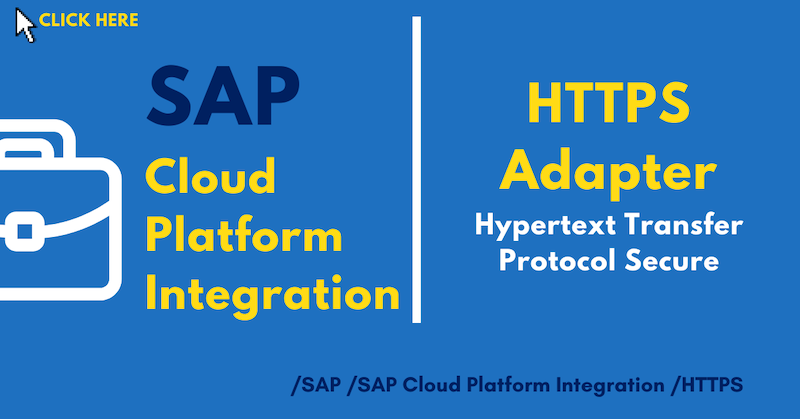 CLICK HERE
SAP
Cloud
Platform
Integration
HTTPS
Adapter
Hypertext Transfer
Protocol Secure
/SAP /SAP Cloud Platform Integration /HTTPS